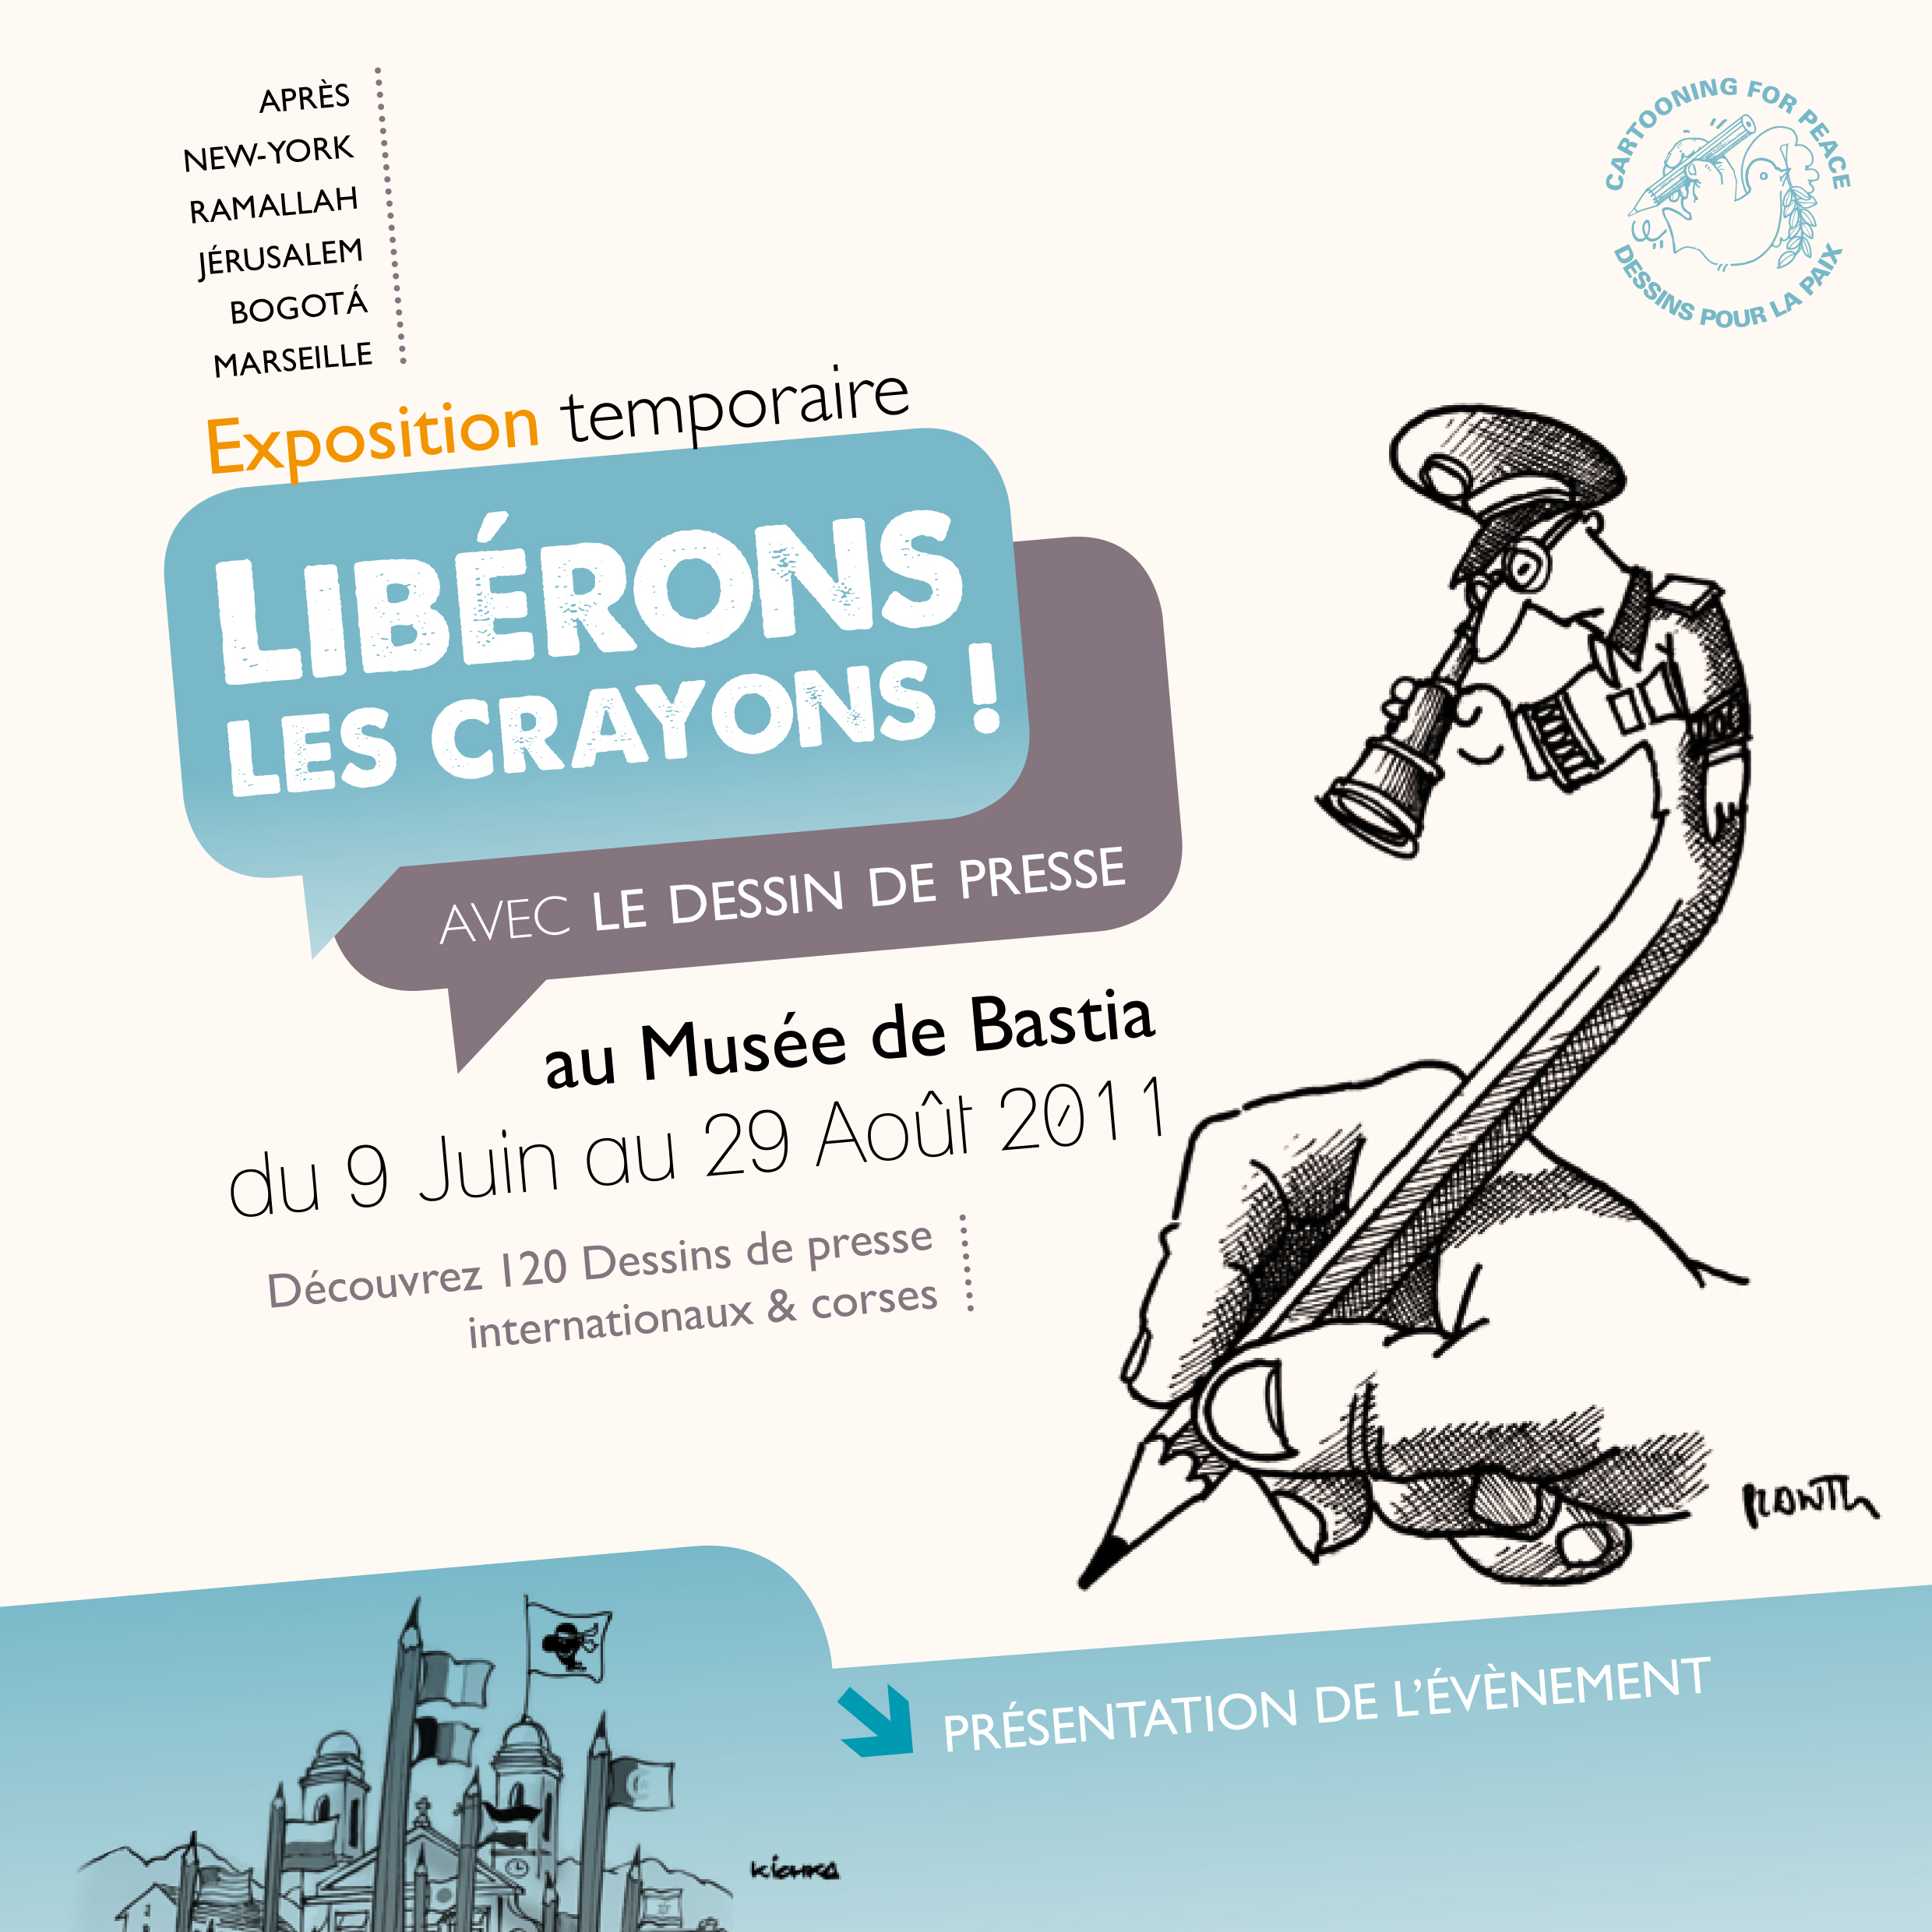 APRÈS
NEW-YORK
RAMALLAH
JÉRUSALEM
BOGOTÁ
MARSEILLE
CARTOONING FOR PEACE
DESSINS POUR LA PAIX
Exposition temporaire
LIBÉRONS
LES CRAYONS !
AVEC LE DESSIN DE PRESSE
au Musée de Bastia
du 9 Juin au 29 Août 2011
Découvrez 120 Dessins de presse
internationaux & corses
PLANTU
PRÉSENTATION DE L'ÉVÈNEMENT